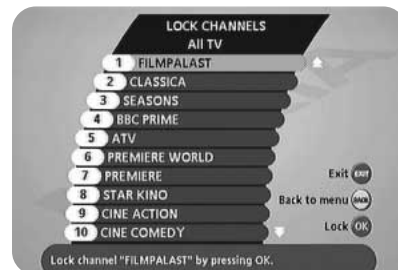 LOCK CHANNELS
All TV
1 FILMPALAST
2 CLASSICA
3 SEASONS
4 BBC PRIME
5 ATV
6 PREMIERE WORLD
7 PREMIERE
8 STAR KINO
9 CINE ACTION
10 CINE COMEDY
Exit EXIT
Back to menu BACK
Lock OK
Lock channel "FILMPALAST" by pressing OK.